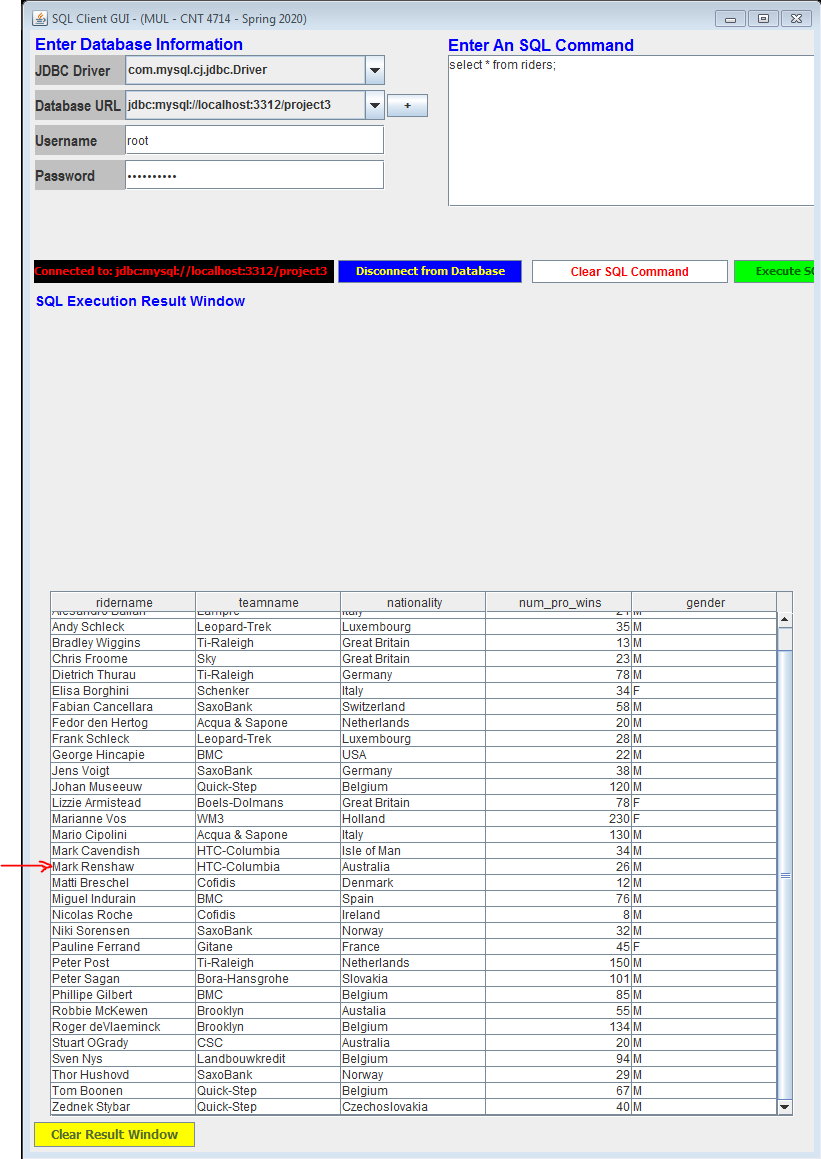 SQL Client GUI - (MUL - CNT 4714 - Spring 2020)
Enter Database Information
JDBC Driver com.mysql.cj.jdbc.Driver
Database URL jdbc:mysql://localhost:3312/project3 +
Username root
Password ••••••••••
Enter An SQL Command
select * from riders;
Connected to: jdbc:mysql://localhost:3312/project3 Disconnect from Database Clear SQL Command Execute SQ
SQL Execution Result Window
ridername teamname nationality num_pro_wins gender
Alesandro Ballan Lampre Italy 21 M
Andy Schleck Leopard-Trek Luxembourg 35 M
Bradley Wiggins Ti-Raleigh Great Britain 13 M
Chris Froome Sky Great Britain 23 M
Dietrich Thurau Ti-Raleigh Germany 78 M
Elisa Borghini Schenker Italy 34 F
Fabian Cancellara SaxoBank Switzerland 58 M
Fedor den Hertog Acqua & Sapone Netherlands 20 M
Frank Schleck Leopard-Trek Luxembourg 28 M
George Hincapie BMC USA 22 M
Jens Voigt SaxoBank Germany 38 M
Johan Museeuw Quick-Step Belgium 120 M
Lizzie Armistead Boels-Dolmans Great Britain 78 F
Marianne Vos WM3 Holland 230 F
Mario Cipolini Acqua & Sapone Italy 130 M
Mark Cavendish HTC-Columbia Isle of Man 34 M
Mark Renshaw HTC-Columbia Australia 26 M
Matti Breschel Cofidis Denmark 12 M
Miguel Indurain BMC Spain 76 M
Nicolas Roche Cofidis Ireland 8 M
Niki Sorensen SaxoBank Norway 32 M
Pauline Ferrand Gitane France 45 F
Peter Post Ti-Raleigh Netherlands 150 M
Peter Sagan Bora-Hansgrohe Slovakia 101 M
Phillipe Gilbert BMC Belgium 85 M
Robbie McKewen Brooklyn Austalia 55 M
Roger deVlaeminck Brooklyn Belgium 134 M
Stuart OGrady CSC Australia 20 M
Sven Nys Landbouwkredit Belgium 94 M
Thor Hushovd SaxoBank Norway 29 M
Tom Boonen Quick-Step Belgium 67 M
Zednek Stybar Quick-Step Czechoslovakia 40 M
Clear Result Window